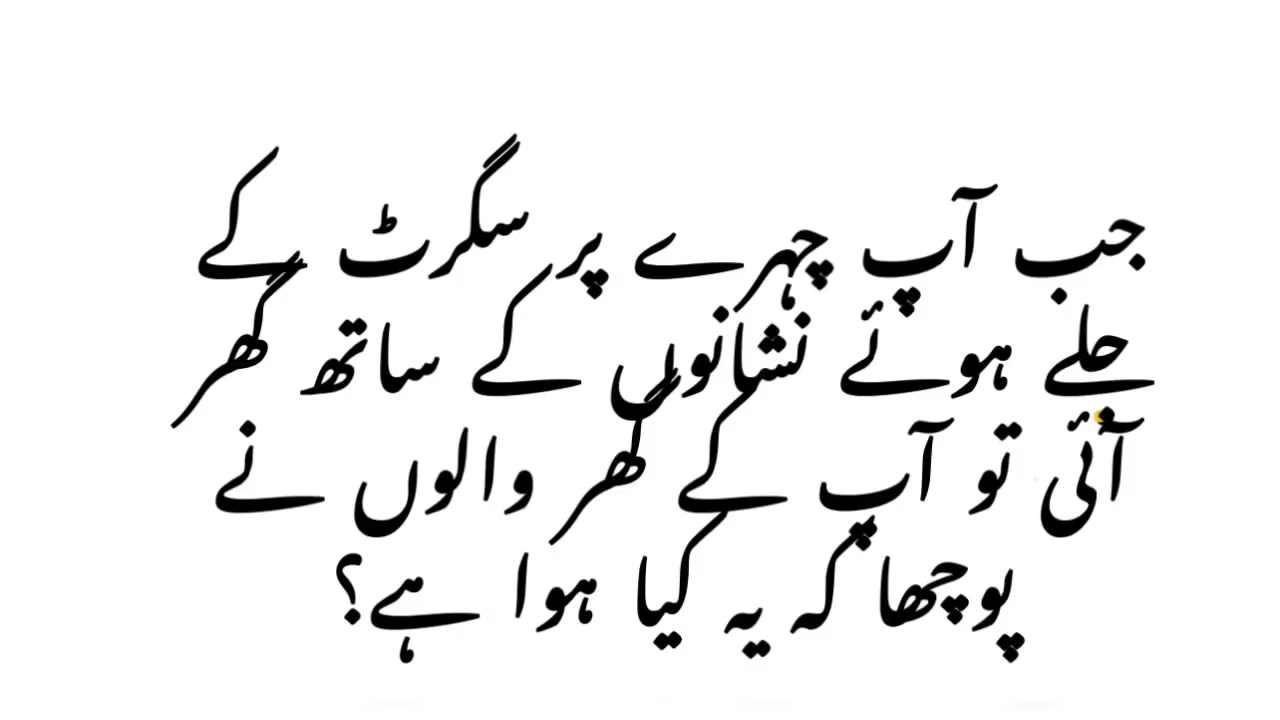 جب آپ چہرے پر سگرٹ کے
جلے ہوئے نشانوں کے ساتھ گھر
آئی تو آپ کے گھر والوں نے
پوچھا کہ یہ کیا ہوا ہے؟